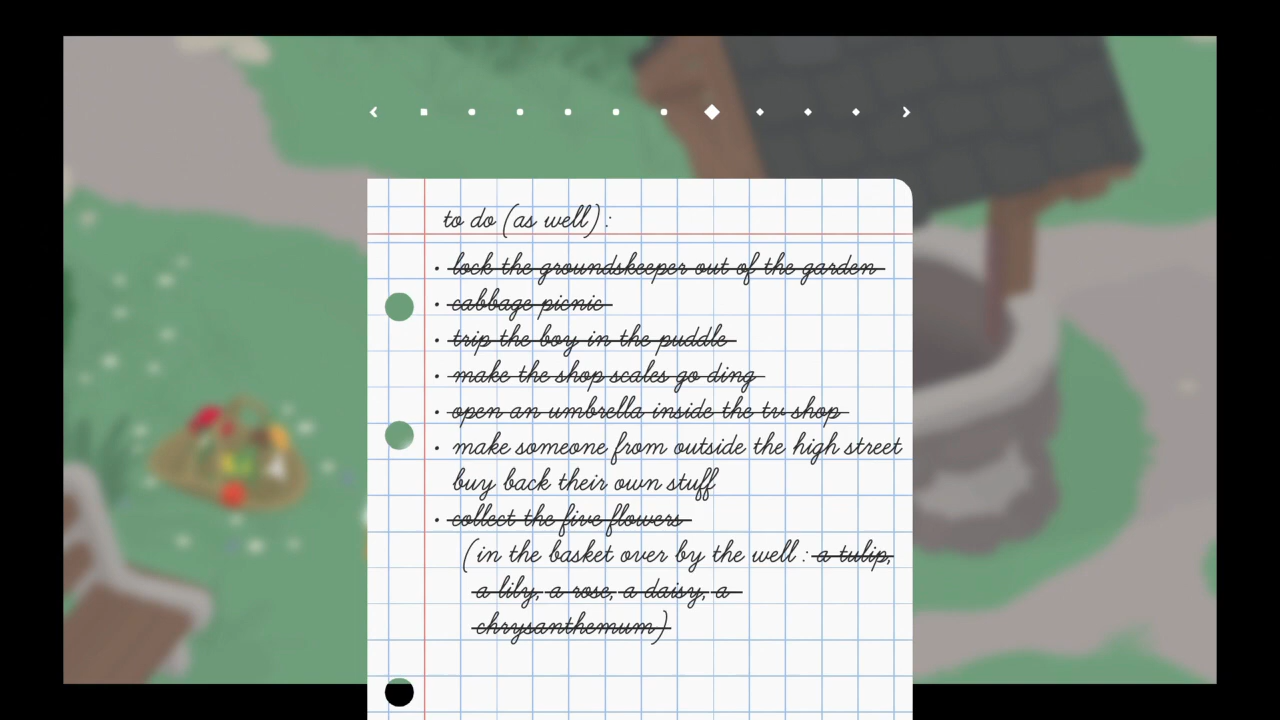 to do (as well):
• lock the groundskeeper out of the garden
• cabbage picnic
• trip the boy in the puddle
• make the shop scales go ding
• open an umbrella inside the tv shop
• make someone from outside the high street
buy back their own stuff
• collect the five flowers
(in the basket over by the well: a tulip,
a lily, a rose, a daisy, a
chrysanthemum)